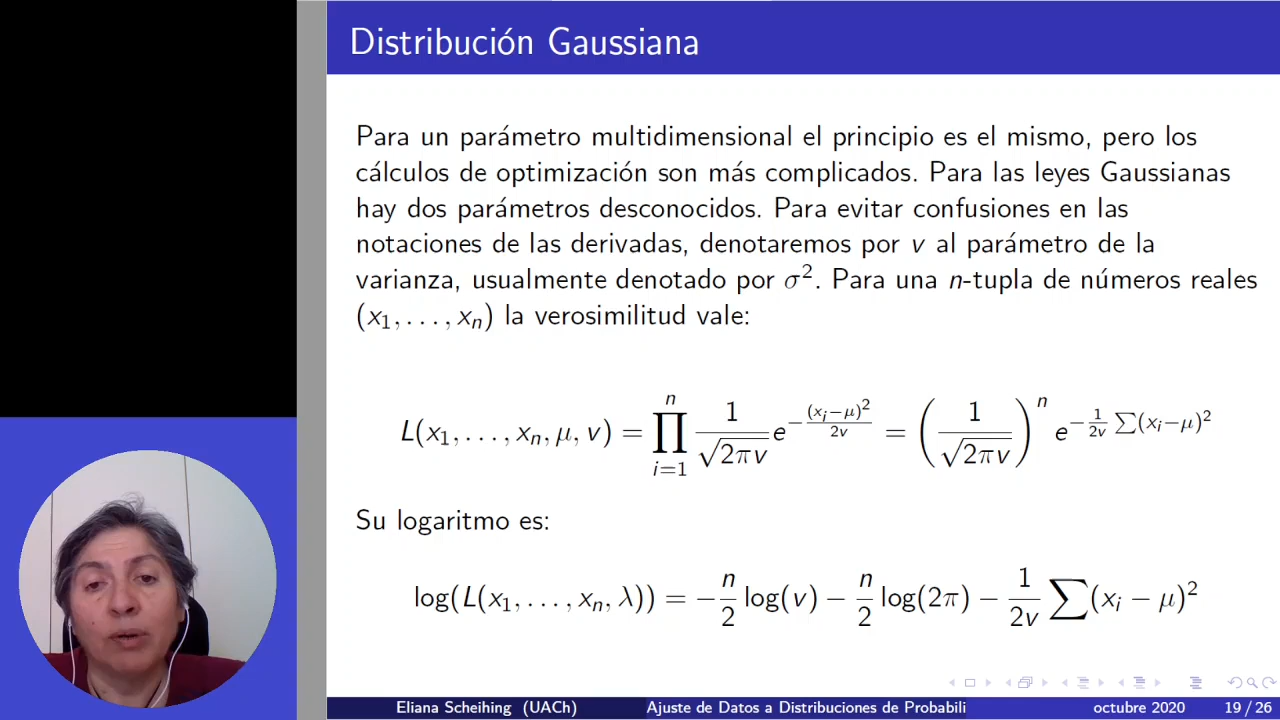 Distribución Gaussiana
Para un parámetro multidimensional el principio es el mismo, pero los
cálculos de optimización son más complicados. Para las leyes Gaussianas
hay dos parámetros desconocidos. Para evitar confusiones en las
notaciones de las derivadas, denotaremos por v al parámetro de la
varianza, usualmente denotado por σ². Para una n-tupla de números reales
(x₁, . . . , xₙ) la verosimilitud vale:
L(x₁, . . . , xₙ, μ, v) = ∏ᵢ₌₁ⁿ 1/√(2πv) e^(−(xᵢ−μ)²/(2v)) = (1/√(2πv))ⁿ e^(−(1/(2v)) ∑(xᵢ−μ)²)
Su logaritmo es:
log(L(x₁, . . . , xₙ, λ)) = −n/2 log(v) − n/2 log(2π) − 1/(2v) ∑(xᵢ − μ)²
Eliana Scheihing (UACh) Ajuste de Datos a Distribuciones de Probabili octubre 2020 19 / 26